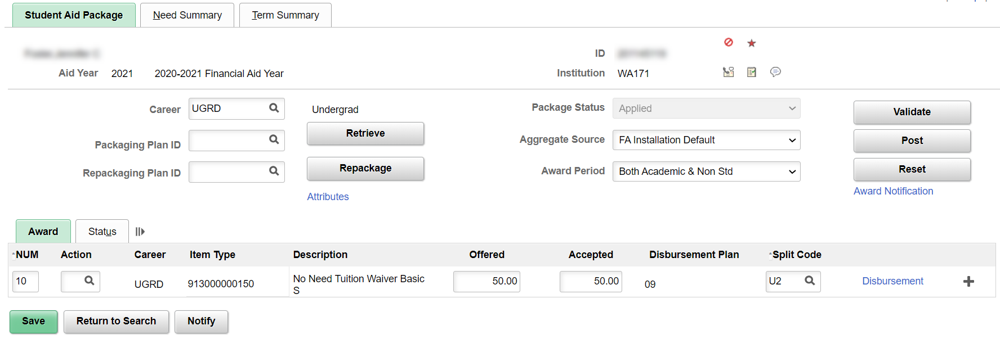 Student Aid Package Need Summary Term Summary
ID
Aid Year 2021 2020-2021 Financial Aid Year Institution WA171
Career UGRD Undergrad Package Status Applied Validate
Retrieve
Packaging Plan ID Aggregate Source FA Installation Default Post
Repackaging Plan ID Repackage Award Period Both Academic & Non Std Reset
Attributes Award Notification
Award Status
*NUM Action Career Item Type Description Offered Accepted Disbursement Plan *Split Code
10 UGRD 913000000150 No Need Tuition Waiver Basic 50.00 50.00 09 U2 Disbursement
S
Save Return to Search Notify